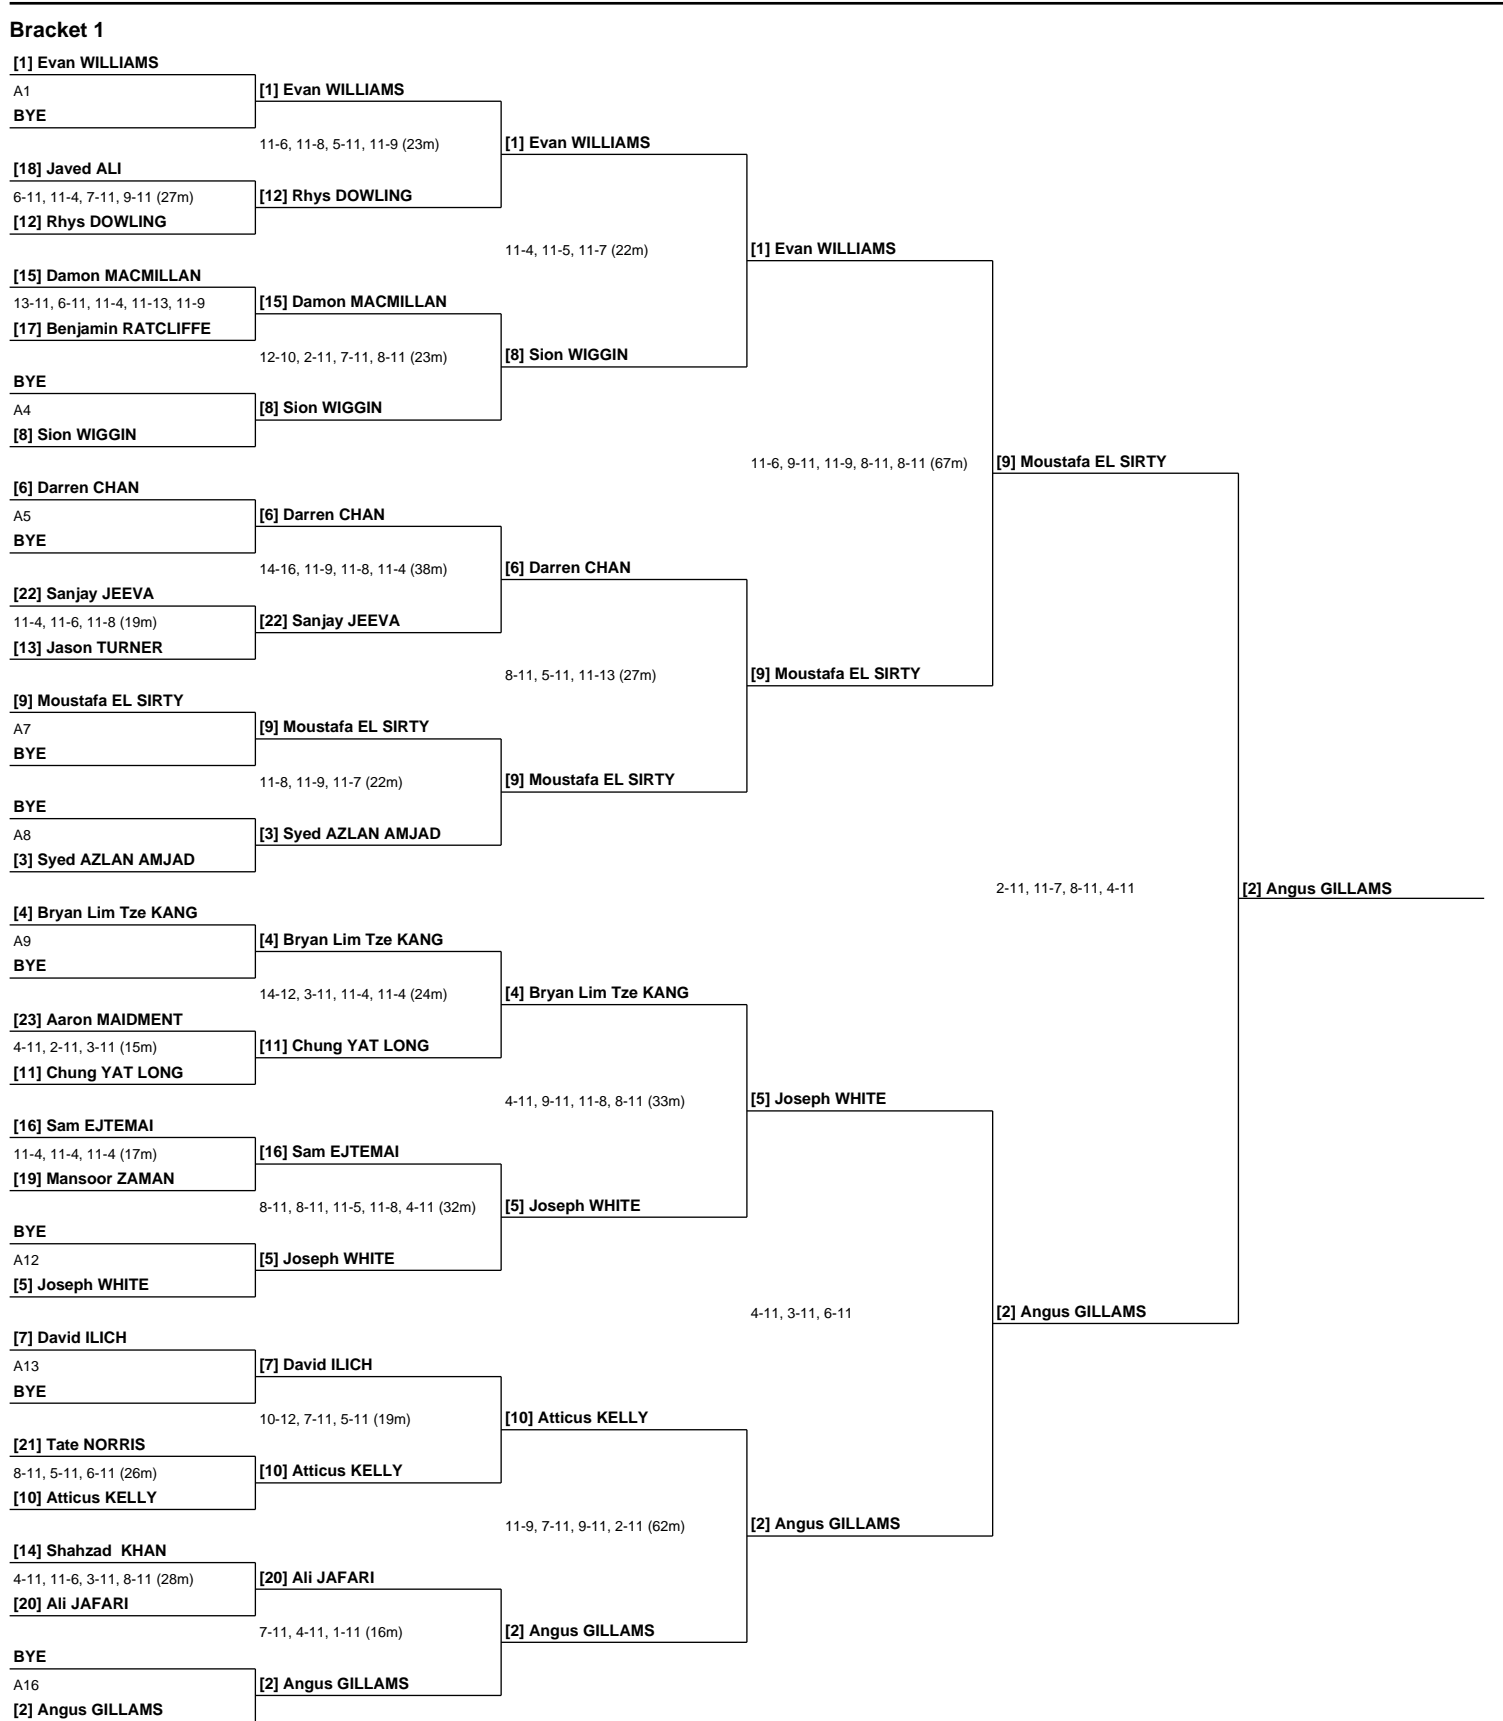 Bracket 1
[1] Evan WILLIAMS
A1
BYE
[18] Javed ALI
6-11, 11-4, 7-11, 9-11 (27m)
[12] Rhys DOWLING
[15] Damon MACMILLAN
13-11, 6-11, 11-4, 11-13, 11-9
[17] Benjamin RATCLIFFE
BYE
A4
[8] Sion WIGGIN
[6] Darren CHAN
A5
BYE
[22] Sanjay JEEVA
11-4, 11-6, 11-8 (19m)
[13] Jason TURNER
[9] Moustafa EL SIRTY
A7
BYE
BYE
A8
[3] Syed AZLAN AMJAD
[4] Bryan Lim Tze KANG
A9
BYE
[23] Aaron MAIDMENT
4-11, 2-11, 3-11 (15m)
[11] Chung YAT LONG
[16] Sam EJTEMAI
11-4, 11-4, 11-4 (17m)
[19] Mansoor ZAMAN
BYE
A12
[5] Joseph WHITE
[7] David ILICH
A13
BYE
[21] Tate NORRIS
8-11, 5-11, 6-11 (26m)
[10] Atticus KELLY
[14] Shahzad  KHAN
4-11, 11-6, 3-11, 8-11 (28m)
[20] Ali JAFARI
BYE
A16
[2] Angus GILLAMS
[1] Evan WILLIAMS
11-6, 11-8, 5-11, 11-9 (23m)
[12] Rhys DOWLING
[15] Damon MACMILLAN
12-10, 2-11, 7-11, 8-11 (23m)
[8] Sion WIGGIN
[6] Darren CHAN
14-16, 11-9, 11-8, 11-4 (38m)
[22] Sanjay JEEVA
[9] Moustafa EL SIRTY
11-8, 11-9, 11-7 (22m)
[3] Syed AZLAN AMJAD
[4] Bryan Lim Tze KANG
14-12, 3-11, 11-4, 11-4 (24m)
[11] Chung YAT LONG
[16] Sam EJTEMAI
8-11, 8-11, 11-5, 11-8, 4-11 (32m)
[5] Joseph WHITE
[7] David ILICH
10-12, 7-11, 5-11 (19m)
[10] Atticus KELLY
[20] Ali JAFARI
7-11, 4-11, 1-11 (16m)
[2] Angus GILLAMS
[1] Evan WILLIAMS
11-4, 11-5, 11-7 (22m)
[8] Sion WIGGIN
[6] Darren CHAN
8-11, 5-11, 11-13 (27m)
[9] Moustafa EL SIRTY
[4] Bryan Lim Tze KANG
4-11, 9-11, 11-8, 8-11 (33m)
[5] Joseph WHITE
[10] Atticus KELLY
11-9, 7-11, 9-11, 2-11 (62m)
[2] Angus GILLAMS
[1] Evan WILLIAMS
11-6, 9-11, 11-9, 8-11, 8-11 (67m)
[9] Moustafa EL SIRTY
[5] Joseph WHITE
4-11, 3-11, 6-11
[2] Angus GILLAMS
[9] Moustafa EL SIRTY
2-11, 11-7, 8-11, 4-11
[2] Angus GILLAMS
[2] Angus GILLAMS